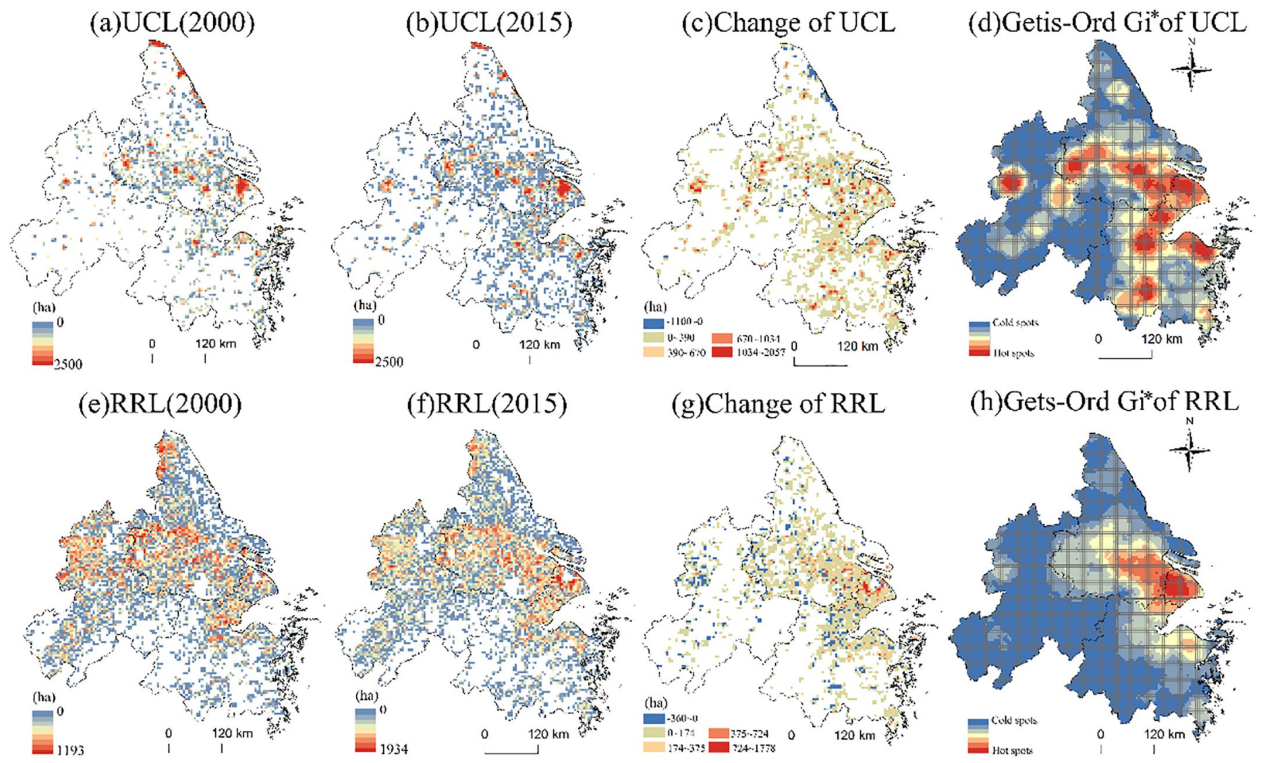 (a)UCL(2000)
(b)UCL(2015)
(c)Change of UCL
(d)Getis-Ord Gi*of UCL
N
(ha)
0
2500
0
120 km
(ha)
0
2500
0
120 km
(ha)
-1100~0
0~390
390~670
670~1034
1034~2057
0
120 km
Cold spots
Hot spots
0
120 km
(e)RRL(2000)
(f)RRL(2015)
(g)Change of RRL
(h)Gets-Ord Gi*of RRL
N
(ha)
0
1193
0
120 km
(ha)
0
1934
0
120 km
(ha)
-360~0
0~174
174~375
375~724
724~1778
0
120 km
Cold spots
Hot spots
0
120 km